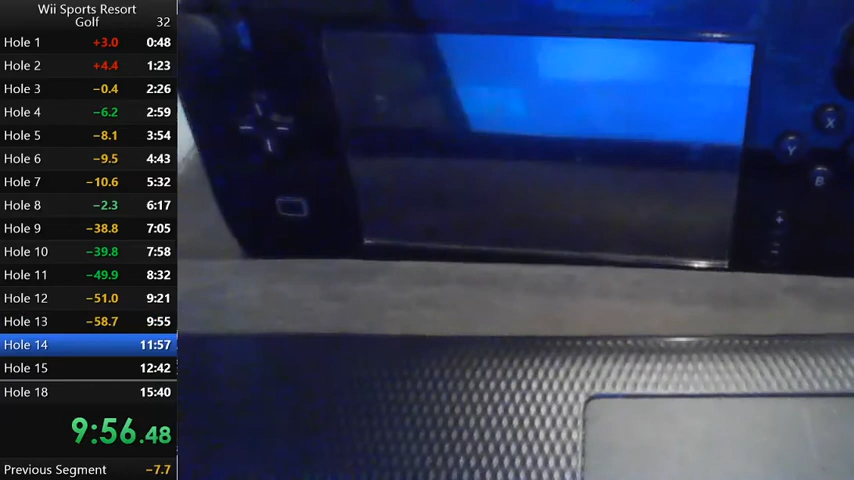 Wii Sports Resort
Golf 32
Hole 1 +3.0 0:48
Hole 2 +4.4 1:23
Hole 3 −0.4 2:26
Hole 4 −6.2 2:59
Hole 5 −8.1 3:54
Hole 6 −9.5 4:43
Hole 7 −10.6 5:32
Hole 8 −2.3 6:17
Hole 9 −38.8 7:05
Hole 10 −39.8 7:58
Hole 11 −49.9 8:32
Hole 12 −51.0 9:21
Hole 13 −58.7 9:55
Hole 14 11:57
Hole 15 12:42
Hole 18 15:40
9:56.48
Previous Segment −7.7
X
Y
B
+